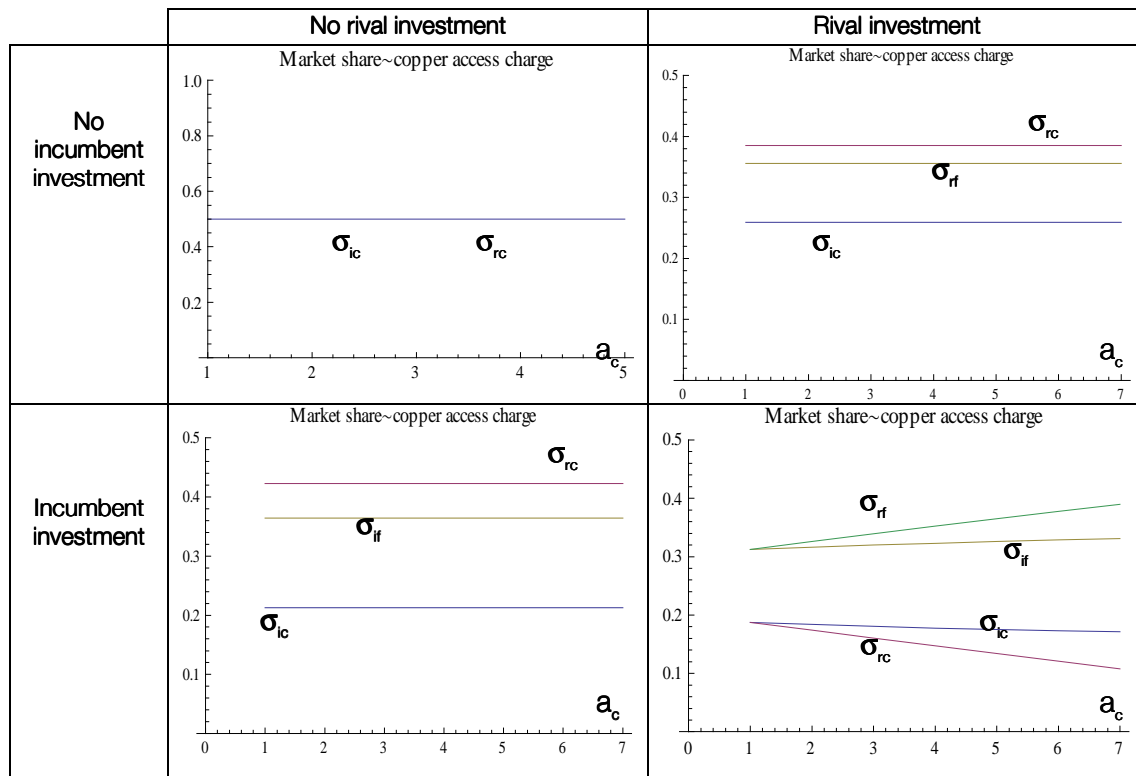 No rival investment
Rival investment
No
incumbent
investment
Market share~copper access charge
1.0
0.8
0.6
0.4
0.2
σic
σrc
ac
1 2 3 4 5
Market share~copper access charge
0.5
0.4
0.3
0.2
0.1
σrc
σrf
σic
ac
0 1 2 3 4 5 6 7
Incumbent
investment
Market share~copper access charge
0.5
0.4
0.3
0.2
0.1
σrc
σif
σic
ac
0 1 2 3 4 5 6 7
Market share~copper access charge
0.5
0.4
0.3
0.2
0.1
σrf
σif
σic
σrc
ac
0 1 2 3 4 5 6 7